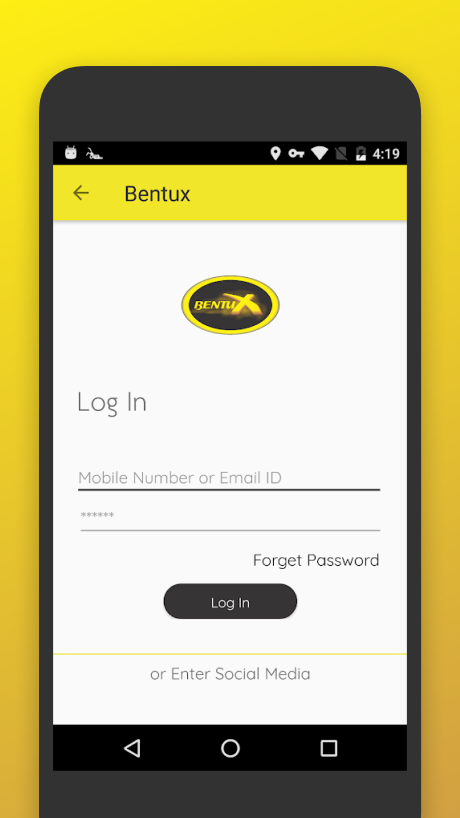 4:19
Bentux
BENTUX
Log In
Mobile Number or Email ID
******
Forget Password
Log In
or Enter Social Media